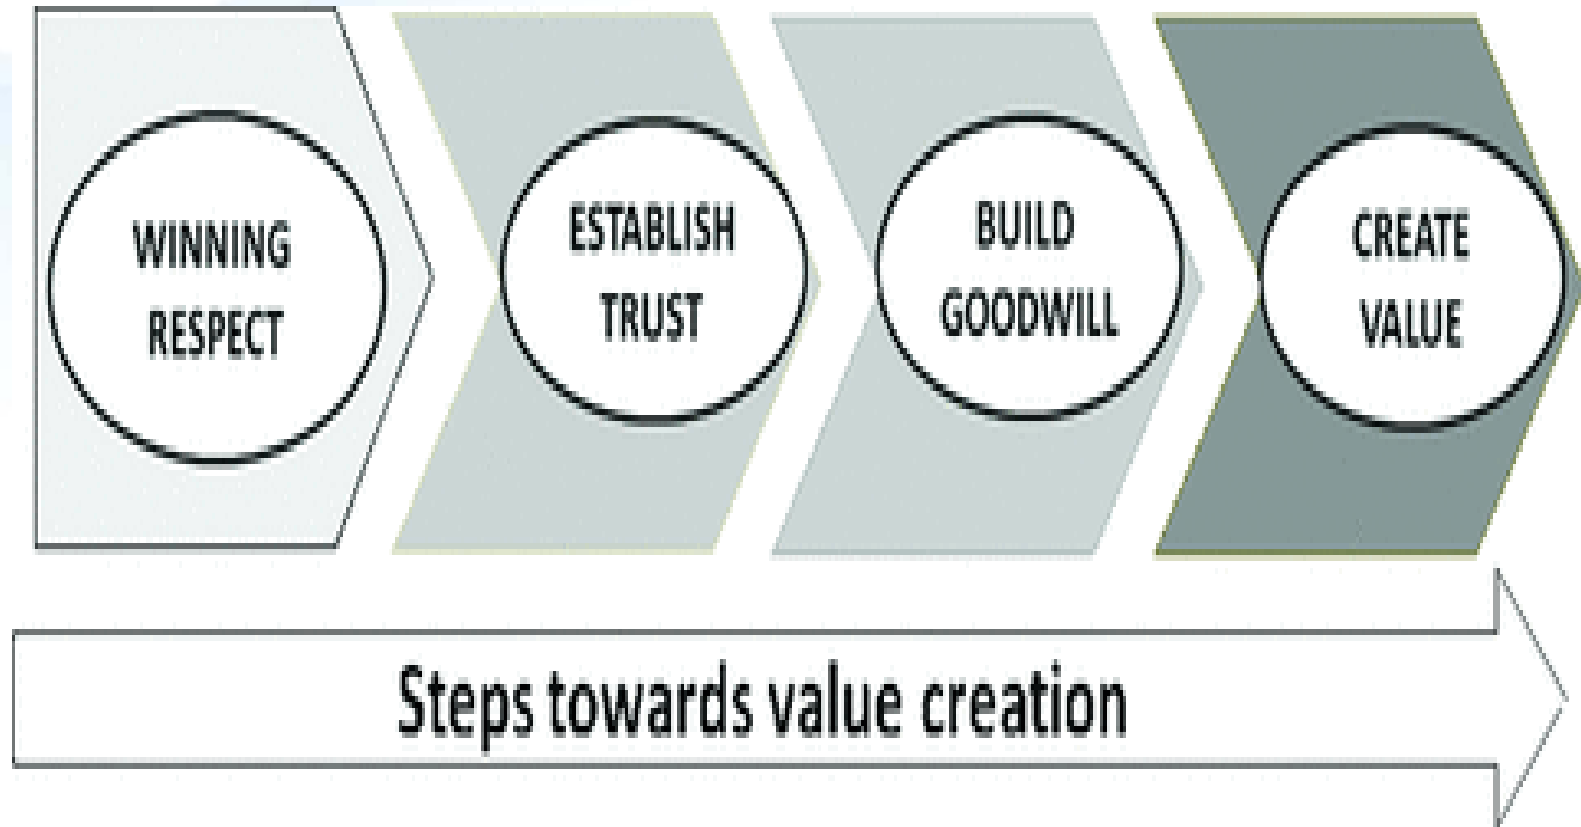 WINNING
RESPECT
ESTABLISH
TRUST
BUILD
GOODWILL
CREATE
VALUE
Steps towards value creation